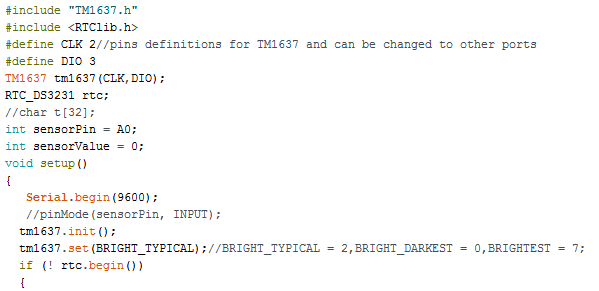 #include "TM1637.h"
#include <RTClib.h>
#define CLK 2//pins definitions for TM1637 and can be changed to other ports
#define DIO 3
TM1637 tm1637(CLK,DIO);
RTC_DS3231 rtc;
//char t[32];
int sensorPin = A0;
int sensorValue = 0;
void setup()
{
Serial.begin(9600);
//pinMode(sensorPin, INPUT);
tm1637.init();
tm1637.set(BRIGHT_TYPICAL);//BRIGHT_TYPICAL = 2,BRIGHT_DARKEST = 0,BRIGHTEST = 7;
if (! rtc.begin())
{